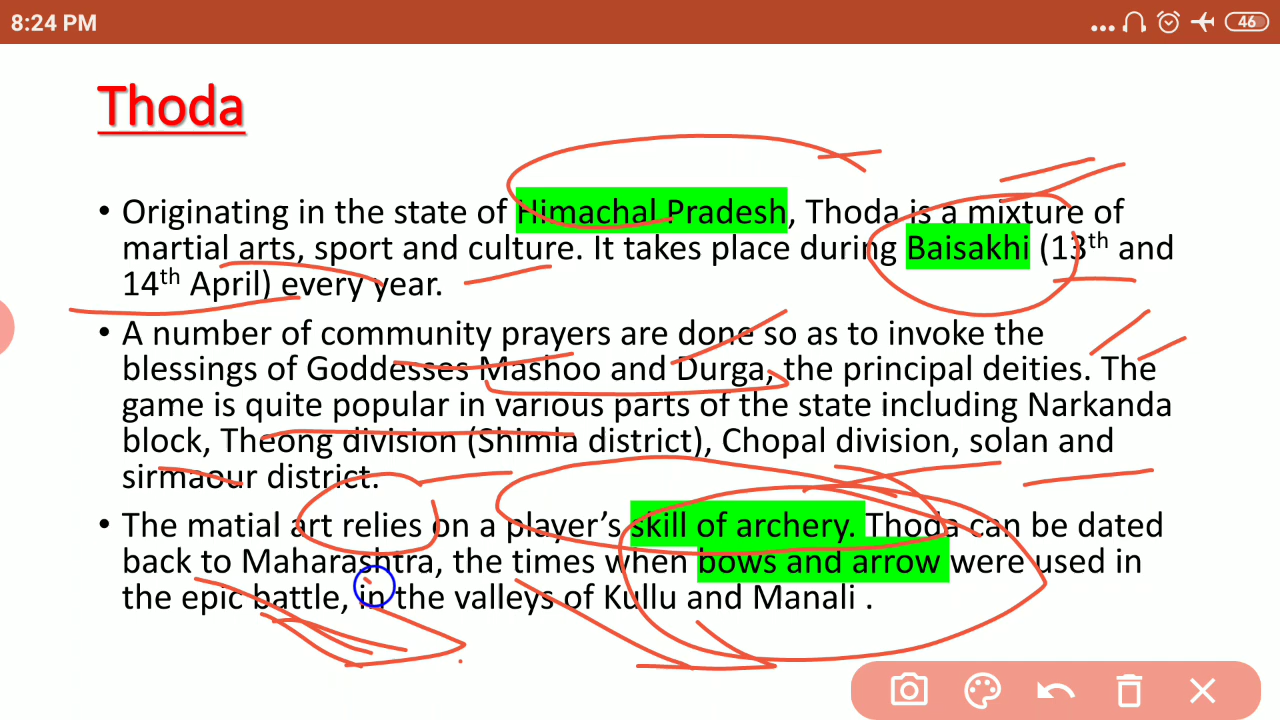 8:24 PM
46
Thoda
• Originating in the state of Himachal Pradesh, Thoda is a mixture of
martial arts, sport and culture. It takes place during Baisakhi (13th and
14th April) every year.
• A number of community prayers are done so as to invoke the
blessings of Goddesses Mashoo and Durga, the principal deities. The
game is quite popular in various parts of the state including Narkanda
block, Theong division (Shimla district), Chopal division, solan and
sirmaour district.
• The matial art relies on a player's skill of archery. Thoda can be dated
back to Maharashtra, the times when bows and arrow were used in
the epic battle, in the valleys of Kullu and Manali .